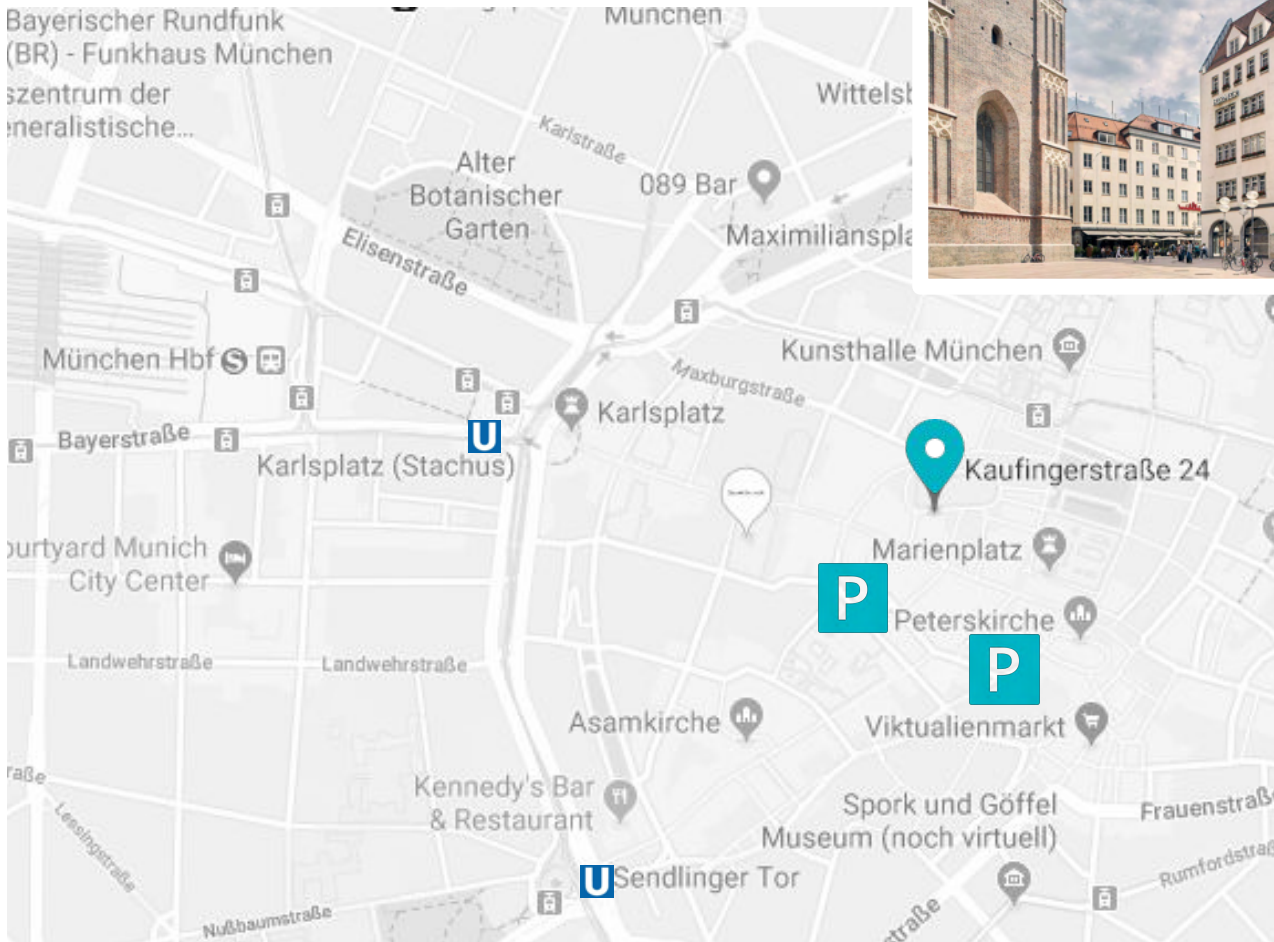 Bayerischer Rundfunk
(BR) - Funkhaus München
szentrum der
eneralistische...
München
Wittelsb
Karlstraße
Alter
Botanischer
Garten
089 Bar
Maximilianspla
Elisenstraße
München Hbf S
Kunsthalle München
Maxburgstraße
Karlsplatz
Bayerstraße
U
Karlsplatz (Stachus)
Kaufingerstraße 24
ourtyard Munich
City Center
Marienplatz
P
Peterskirche
P
Landwehrstraße
Landwehrstraße
Asamkirche
Viktualienmarkt
raße
Kennedy's Bar
& Restaurant
Lessingstraße
Spork und Göffel
Museum (noch virtuell)
Frauenstraße
Rumfordstraß
U Sendlinger Tor
Nußbaumstraße
straße